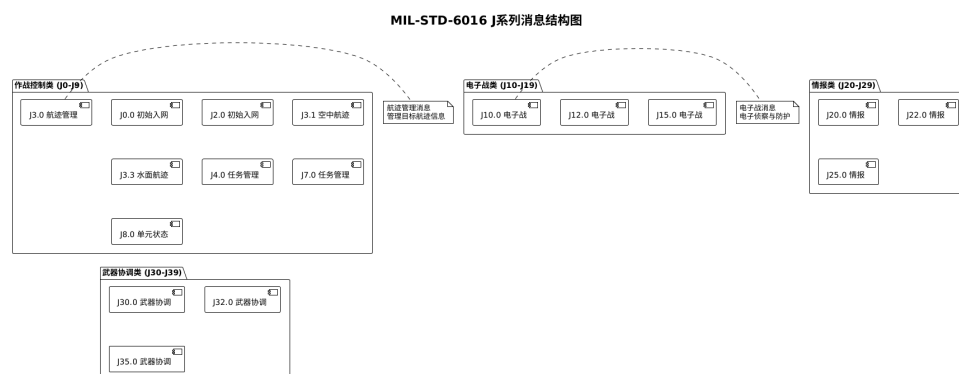 MIL-STD-6016 J系列消息结构图
作战控制类 (J0-J9)
J3.0 航迹管理
J0.0 初始入网
J2.0 初始入网
J3.1 空中航迹
J3.3 水面航迹
J4.0 任务管理
J7.0 任务管理
J8.0 单元状态
航迹管理消息
管理目标航迹信息
电子战类 (J10-J19)
J10.0 电子战
J12.0 电子战
J15.0 电子战
电子战消息
电子侦察与防护
情报类 (J20-J29)
J20.0 情报
J22.0 情报
J25.0 情报
武器协调类 (J30-J39)
J30.0 武器协调
J32.0 武器协调
J35.0 武器协调